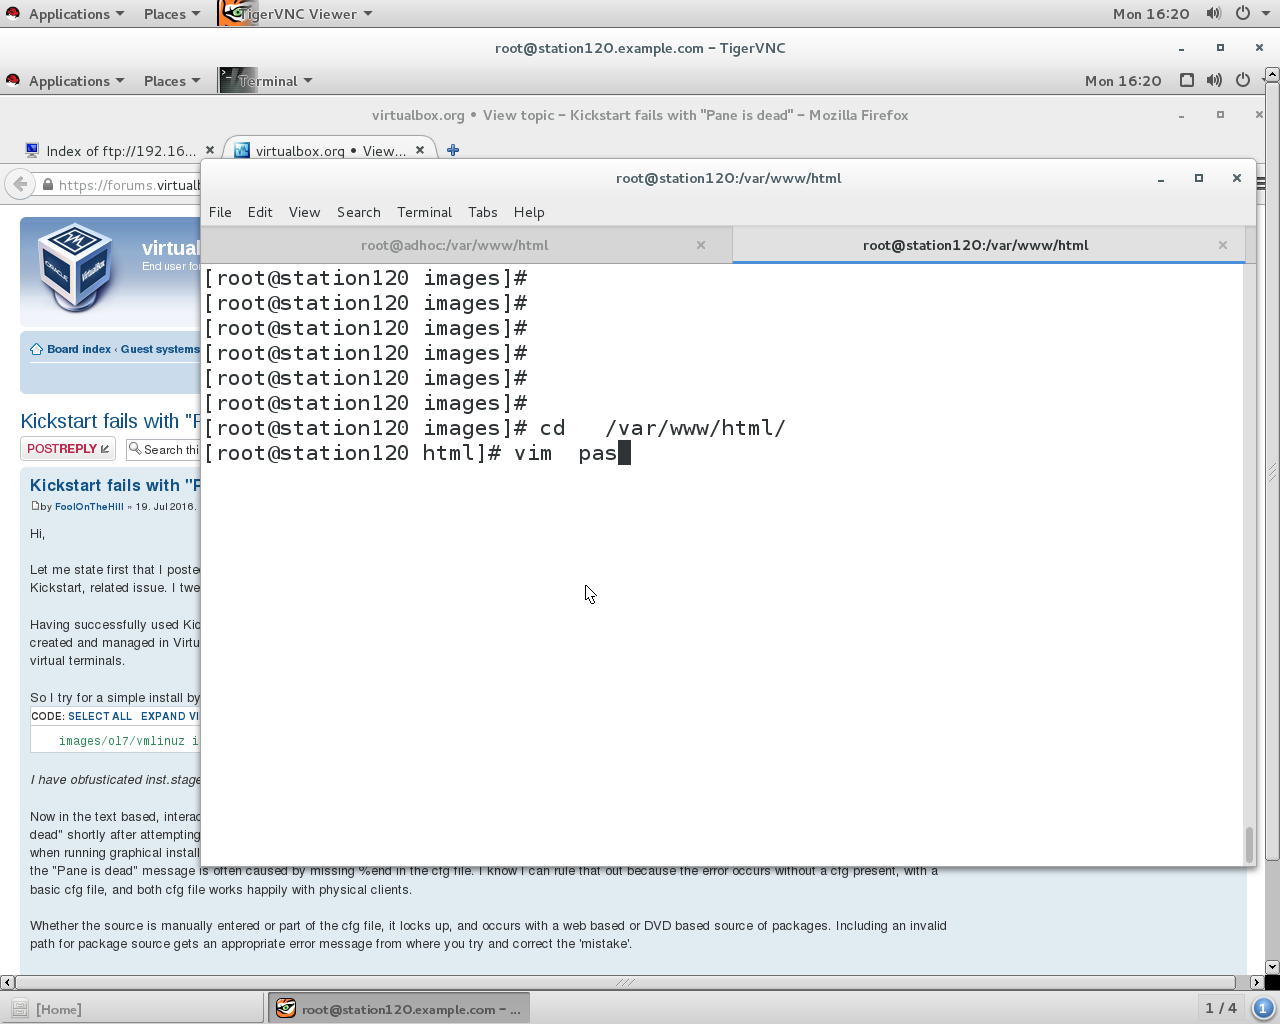 Applications
Places
TigerVNC Viewer
Mon 16:20
root@station120.example.com - TigerVNC
Applications
Places
Terminal
Mon 16:20
virtualbox.org • View topic - Kickstart fails with "Pane is dead" - Mozilla Firefox
Index of ftp://192.16...
virtualbox.org • View...
https://forums.virtualb
root@station120:/var/www/html
File Edit View Search Terminal Tabs Help
root@adhoc:/var/www/html
root@station120:/var/www/html
[root@station120 images]#
[root@station120 images]#
[root@station120 images]#
[root@station120 images]#
[root@station120 images]#
[root@station120 images]#
[root@station120 images]# cd   /var/www/html/
[root@station120 html]# vim  pas
End user
Board index ‹ Guest systems
Kickstart fails with "P
POSTREPLY
Search thi
Kickstart fails with "P
by FoolOnTheHill » 19. Jul 2016.
Hi,
Let me state first that I poste
Kickstart, related issue. I twe
Having successfully used Kic
created and managed in Virtu
virtual terminals.
So I try for a simple install by
CODE: SELECT ALL EXPAND VI
images/ol7/vmlinuz i
I have obfusticated inst.stage
Now in the text based, interac
dead" shortly after attempting
when running graphical install
the "Pane is dead" message is often caused by missing %end in the cfg file. I know I can rule that out because the error occurs without a cfg present, with a
basic cfg file, and both cfg file works happily with physical clients.
Whether the source is manually entered or part of the cfg file, it locks up, and occurs with a web based or DVD based source of packages. Including an invalid
path for package source gets an appropriate error message from where you try and correct the 'mistake'.
[Home]
root@station120.example.com - ...
1 / 4
1